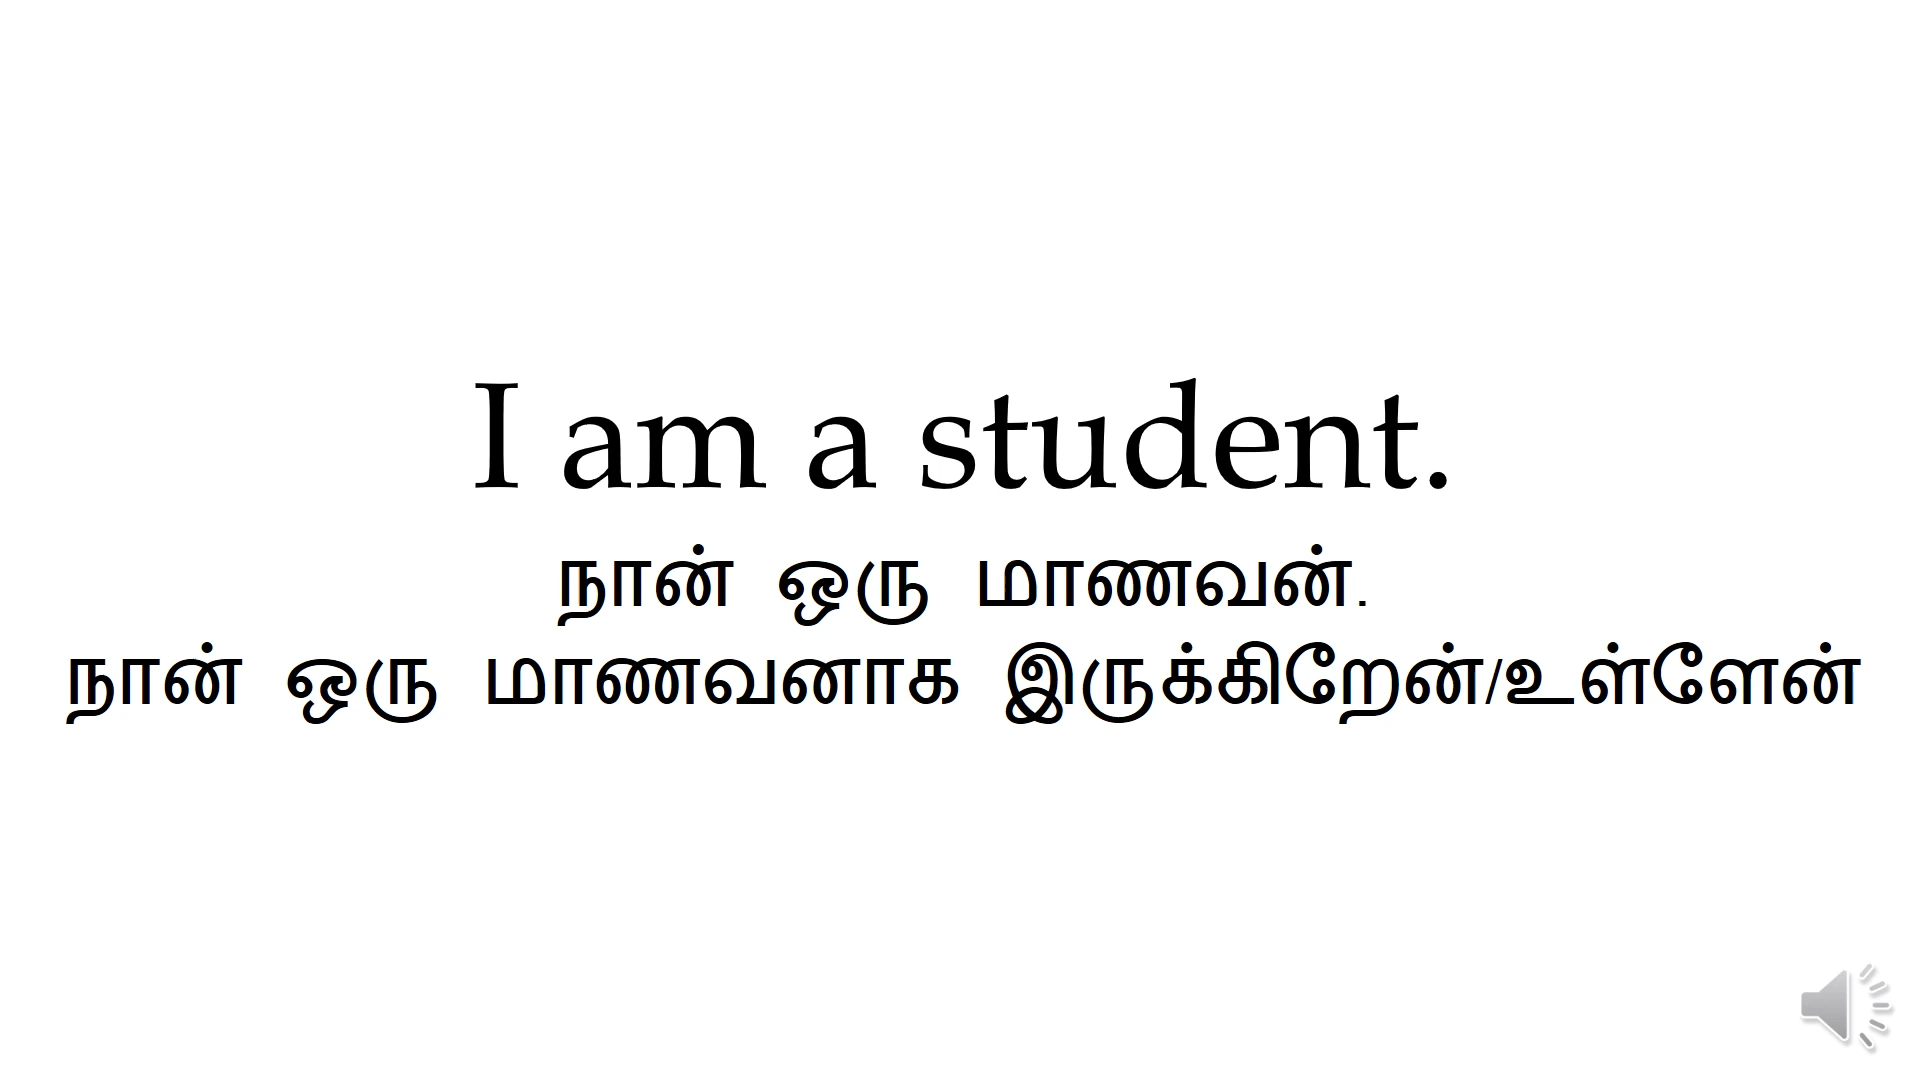 I am a student.
நான் ஒரு மாணவன்.
நான் ஒரு மாணவனாக இருக்கிறேன்/உள்ளேன்